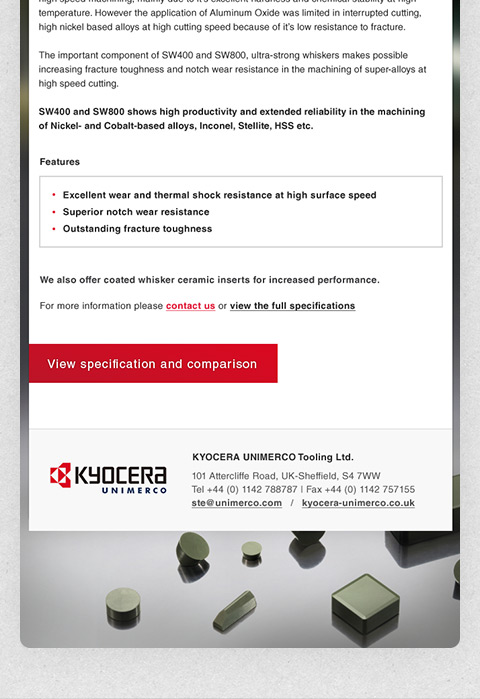 high speed machining, mainly due to it's excellent hardness and chemical stability at high
temperature. However the application of Aluminum Oxide was limited in interrupted cutting,
high nickel based alloys at high cutting speed because of it's low resistance to fracture.
The important component of SW400 and SW800, ultra-strong whiskers makes possible
increasing fracture toughness and notch wear resistance in the machining of super-alloys at
high speed cutting.
SW400 and SW800 shows high productivity and extended reliability in the machining
of Nickel- and Cobalt-based alloys, Inconel, Stellite, HSS etc.
Features
• Excellent wear and thermal shock resistance at high surface speed
• Superior notch wear resistance
• Outstanding fracture toughness
We also offer coated whisker ceramic inserts for increased performance.
For more information please contact us or view the full specifications
View specification and comparison
KYOCERA
UNIMERCO
KYOCERA UNIMERCO Tooling Ltd.
101 Attercliffe Road, UK-Sheffield, S4 7WW
Tel +44 (0) 1142 788787 | Fax +44 (0) 1142 757155
ste@unimerco.com / kyocera-unimerco.co.uk